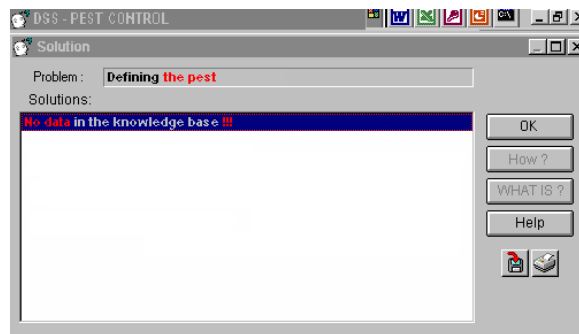 DSS - PEST CONTROL
Solution
Problem : Defining the pest
Solutions:
No data in the knowledge base !!!
OK
How ?
WHAT IS ?
Help